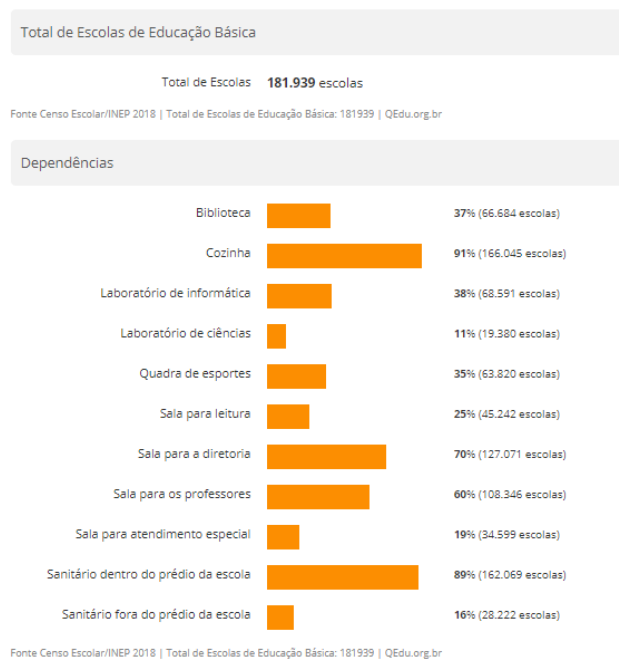 Total de Escolas de Educação Básica
Total de Escolas 181.939 escolas
Fonte Censo Escolar/INEP 2018 | Total de Escolas de Educação Básica: 181939 | QEdu.org.br
Dependências
Biblioteca 37% (66.684 escolas)
Cozinha 91% (166.045 escolas)
Laboratório de informática 38% (68.591 escolas)
Laboratório de ciências 11% (19.380 escolas)
Quadra de esportes 35% (63.820 escolas)
Sala para leitura 25% (45.242 escolas)
Sala para a diretoria 70% (127.071 escolas)
Sala para os professores 60% (108.346 escolas)
Sala para atendimento especial 19% (34.599 escolas)
Sanitário dentro do prédio da escola 89% (162.069 escolas)
Sanitário fora do prédio da escola 16% (28.222 escolas)
Fonte Censo Escolar/INEP 2018 | Total de Escolas de Educação Básica: 181939 | QEdu.org.br